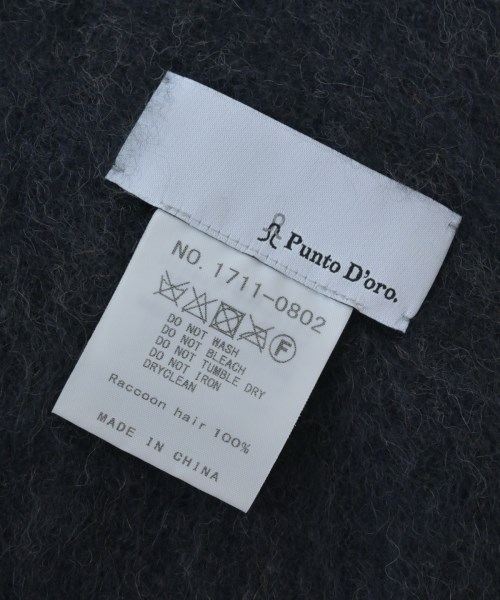 Punto D'oro.
NO. 1711-0802
F
DO NOT WASH
DO NOT BLEACH
DO NOT TUMBLE DRY
DO NOT IRON
DRYCLEAN
Raccoon hair 100%
MADE IN CHINA